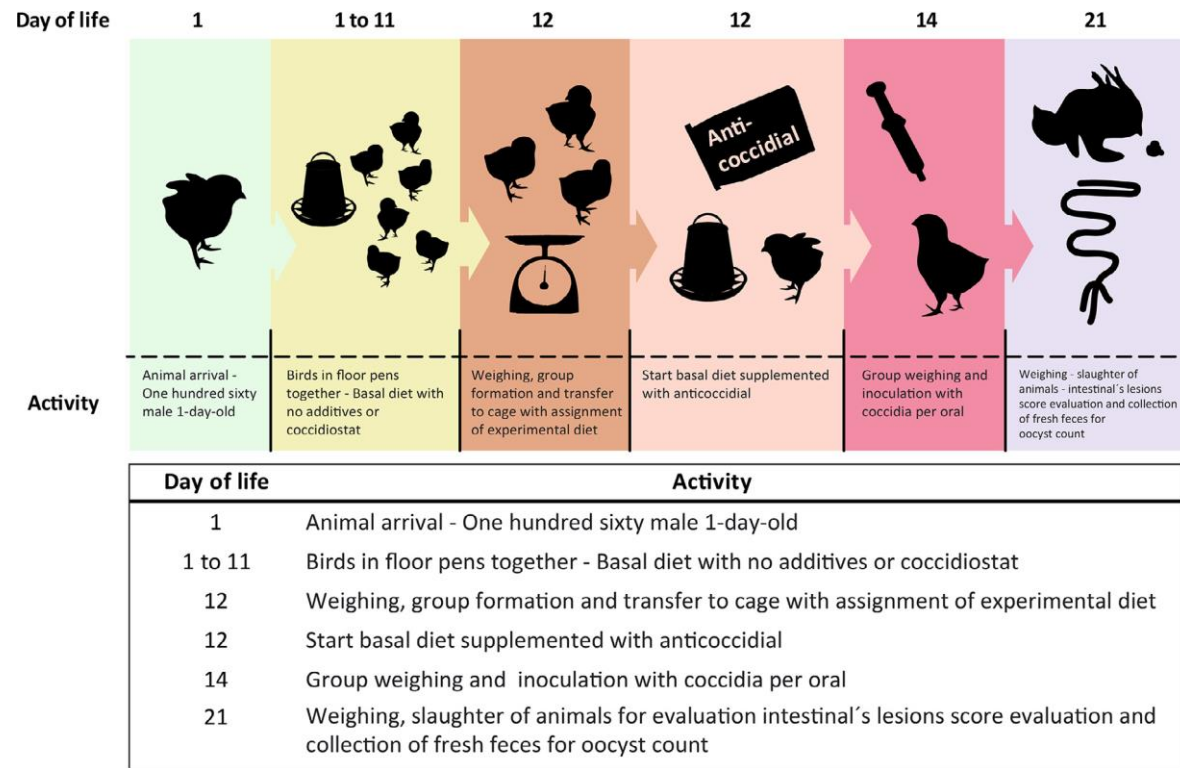 Day of life 1 1 to 11 12 12 14 21
Anti-
coccidial
Activity
Animal arrival -
One hundred sixty
male 1-day-old
Birds in floor pens
together - Basal diet with
no additives or
coccidiostat
Weighing, group
formation and transfer
to cage with assignment
of experimental diet
Start basal diet supplemented
with anticoccidial
Group weighing and
inoculation with
coccidia per oral
Weighing - slaughter of
animals - intestinal´s lesions
score evaluation and collection
of fresh feces for
oocyst count
Day of life Activity
1 Animal arrival - One hundred sixty male 1-day-old
1 to 11 Birds in floor pens together - Basal diet with no additives or coccidiostat
12 Weighing, group formation and transfer to cage with assignment of experimental diet
12 Start basal diet supplemented with anticoccidial
14 Group weighing and inoculation with coccidia per oral
21 Weighing, slaughter of animals for evaluation intestinal´s lesions score evaluation and
collection of fresh feces for oocyst count